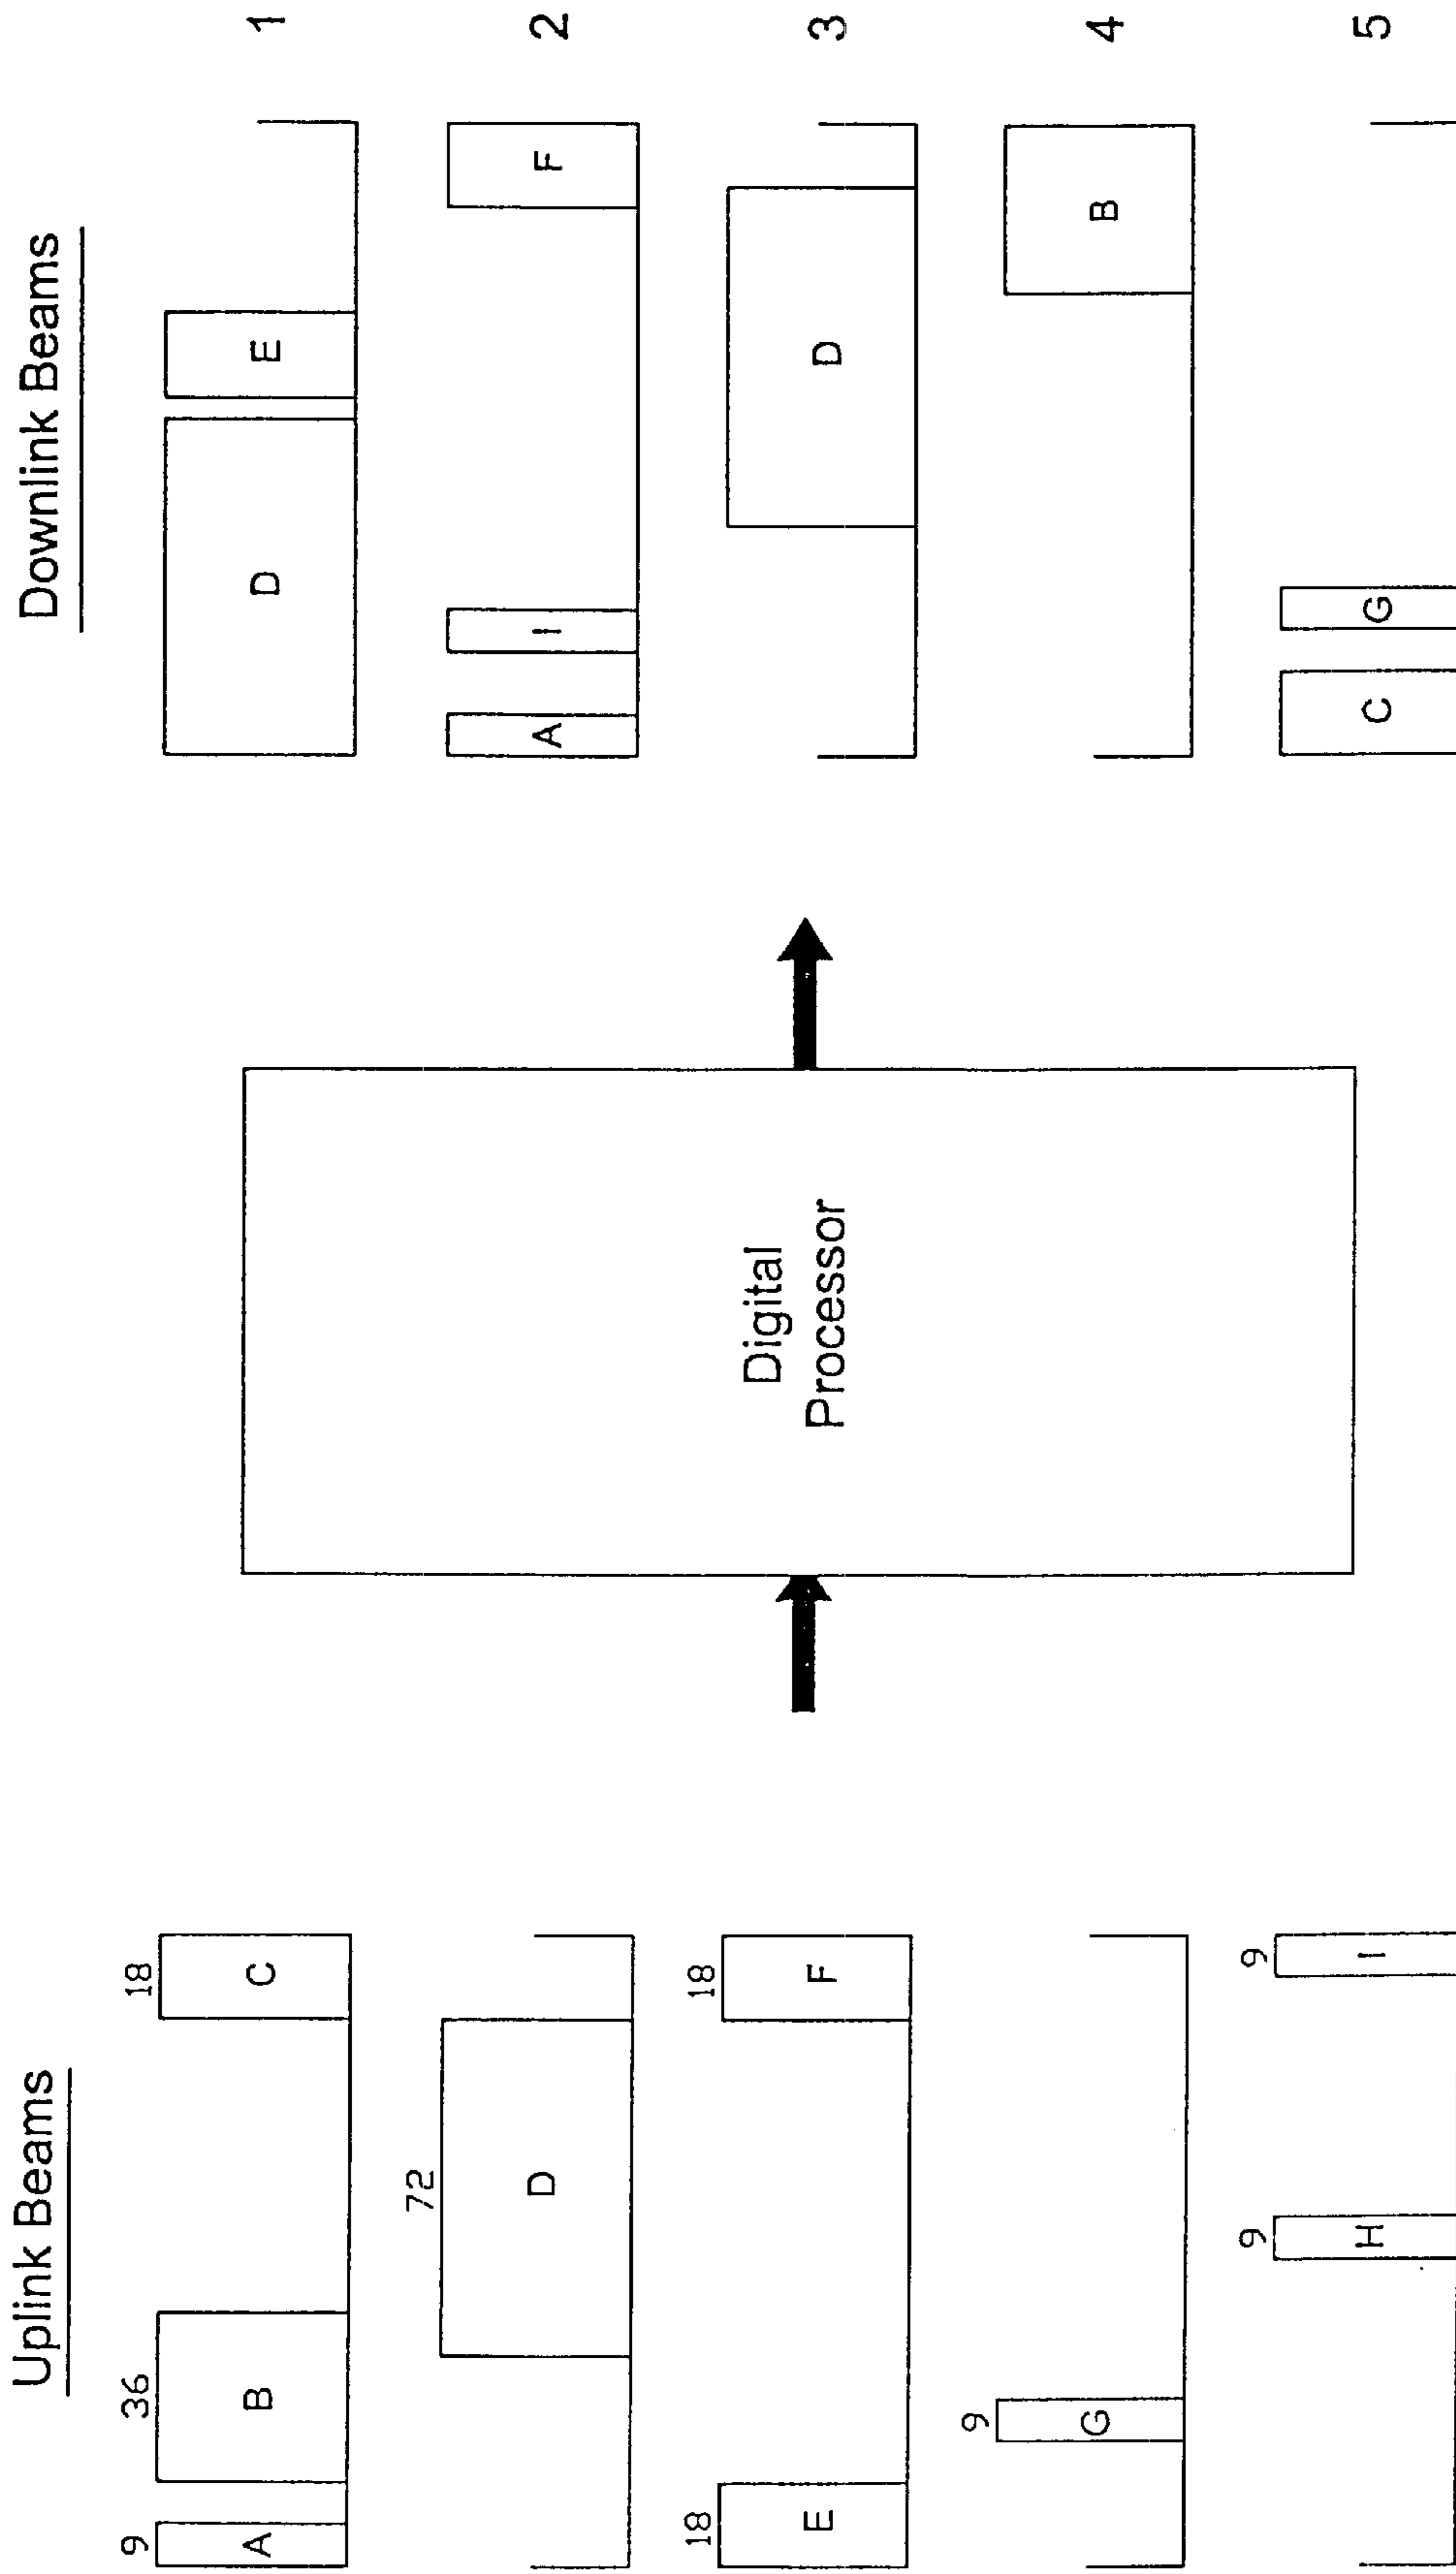 Uplink Beams
Downlink Beams
9
36
18
A
B
C
D
E
1
72
D
A
I
F
2
18
18
E
F
Digital
Processor
D
3
9
G
B
4
9
9
H
I
C
G
5